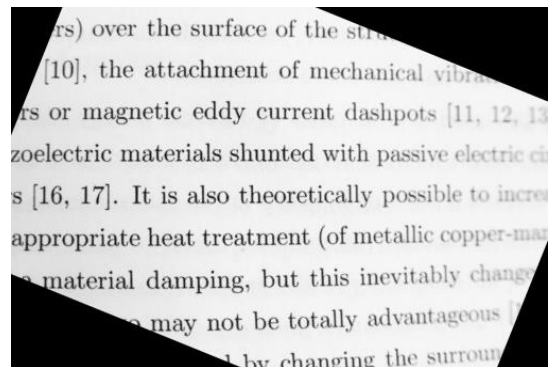 rs) over the surface of the
[10], the attachment of mechanical
rs or magnetic eddy current dashpots [11, 12, 13
zoelectric materials shunted with passive electric
s [16, 17]. It is also theoretically possible to
appropriate heat treatment (of metallic
material damping, but this inevitably
may not be totally advantageous
by changing the